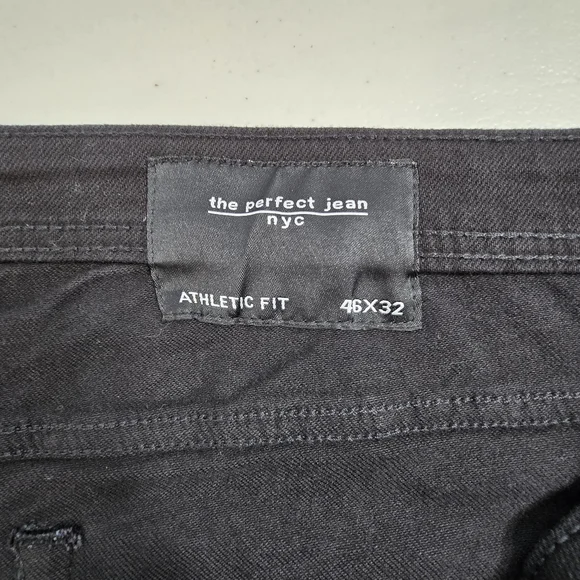 the perfect jean
nyc
ATHLETIC FIT 46X32